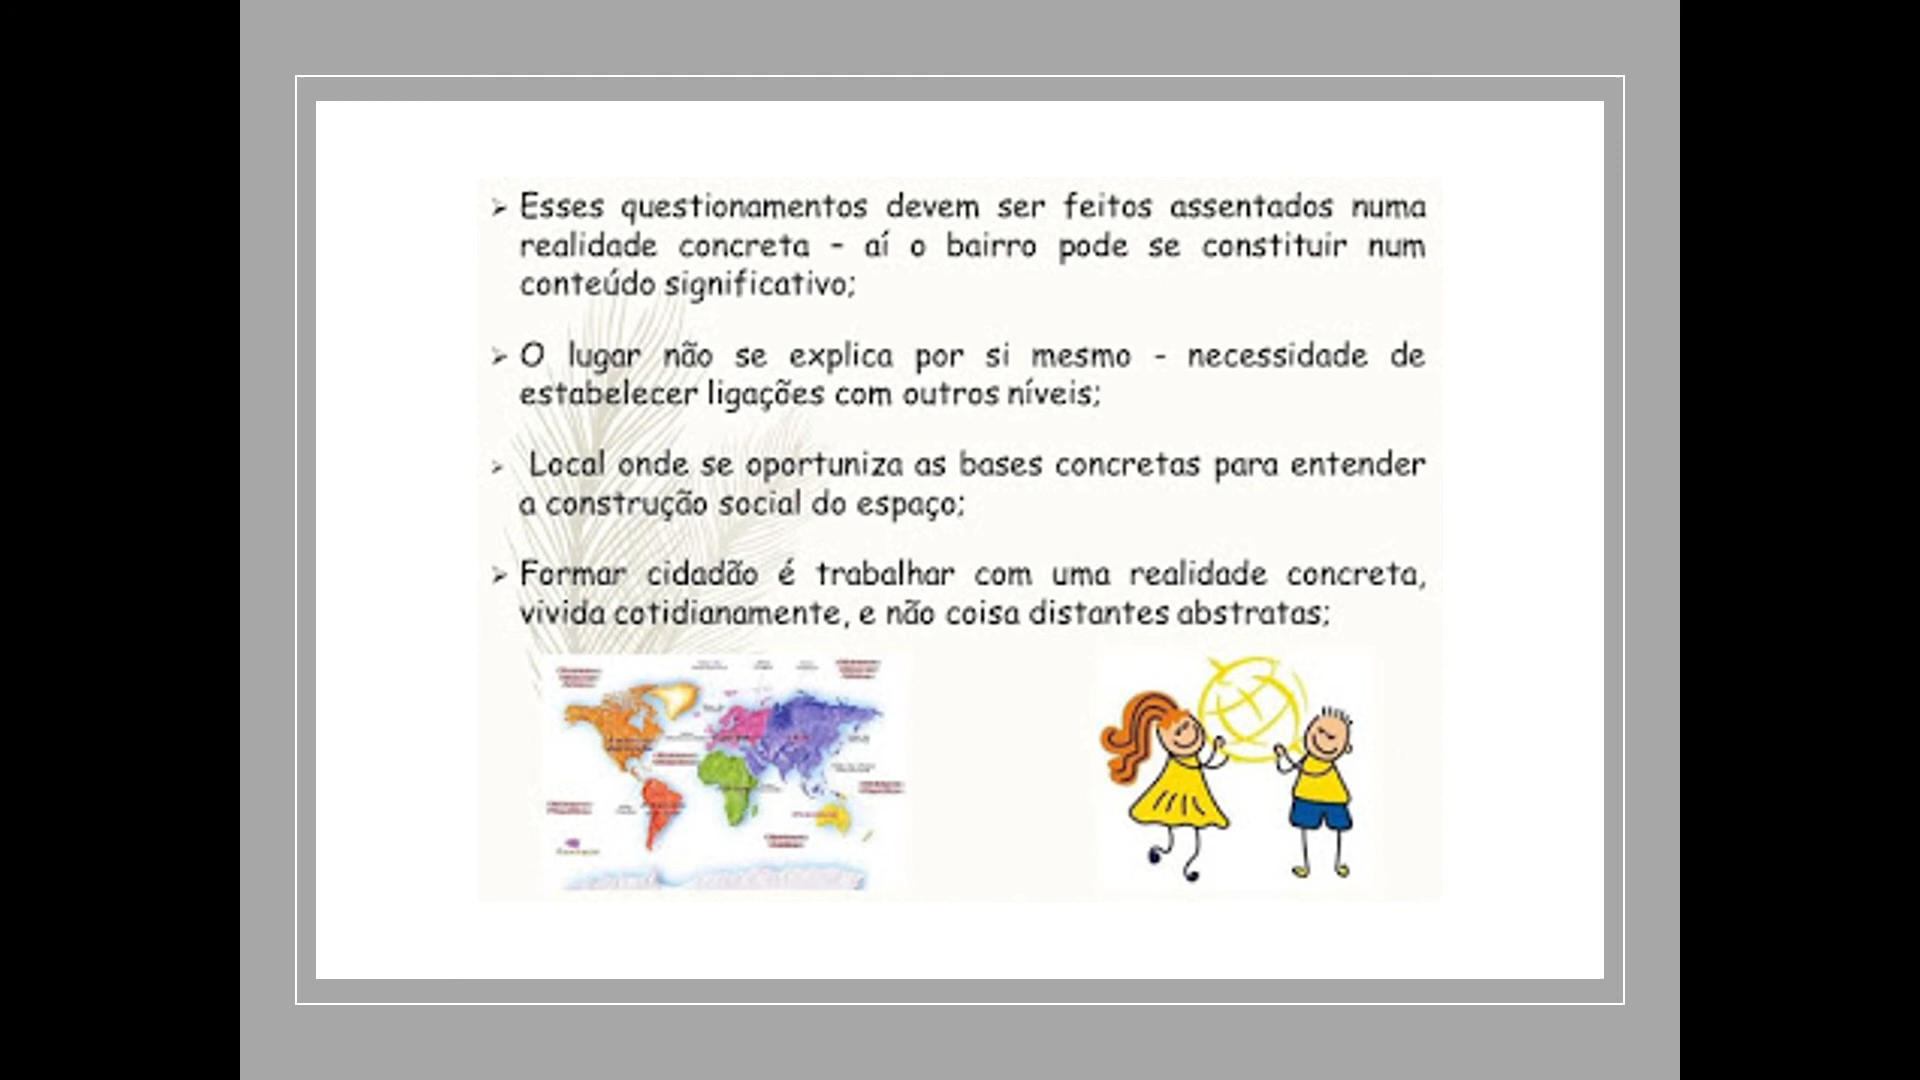 ➢ Esses questionamentos devem ser feitos assentados numa
realidade concreta – aí o bairro pode se constituir num
conteúdo significativo;
➢ O lugar não se explica por si mesmo - necessidade de
estabelecer ligações com outros níveis;
➢ Local onde se oportuniza as bases concretas para entender
a construção social do espaço;
➢ Formar cidadão é trabalhar com uma realidade concreta,
vivida cotidianamente, e não coisa distantes abstratas;